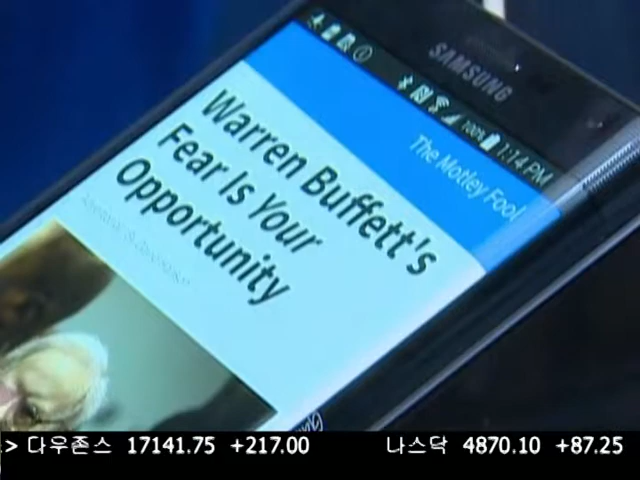 SAMSUNG
100% 1:14 PM
The Motley Fool
Warren Buffett's
Fear Is Your
Opportunity
> 다우존스 17141.75 +217.00 나스닥 4870.10 +87.25